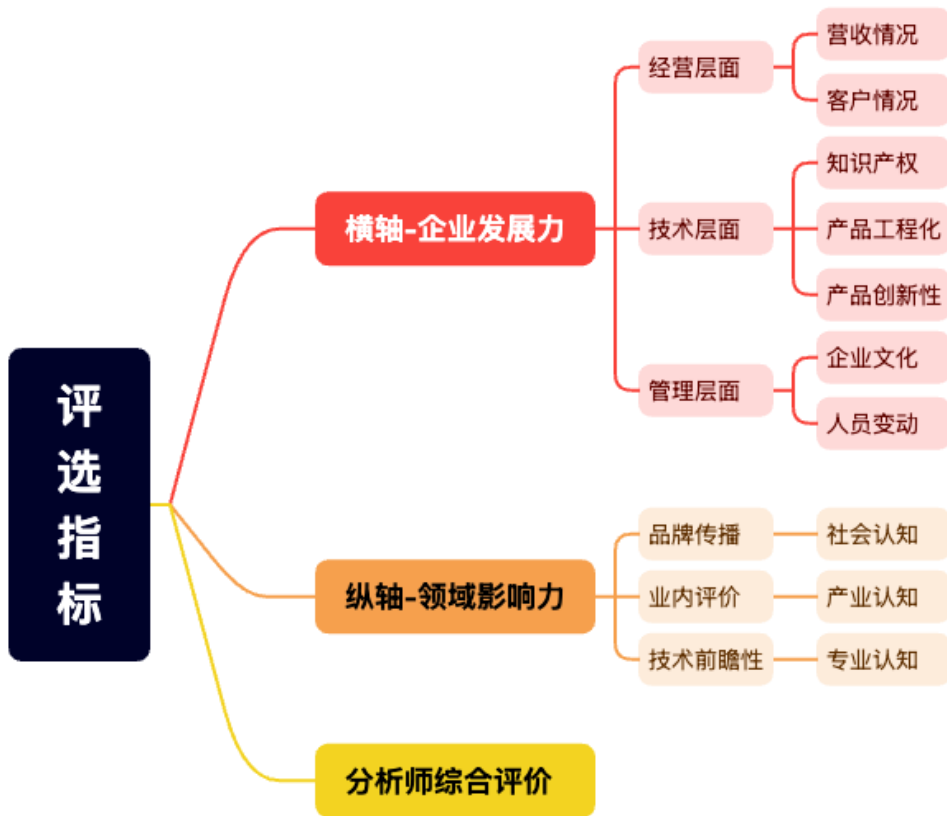 评选指标
横轴-企业发展力
经营层面
营收情况
客户情况
技术层面
知识产权
产品工程化
产品创新性
管理层面
企业文化
人员变动
纵轴-领域影响力
品牌传播
社会认知
业内评价
产业认知
技术前瞻性
专业认知
分析师综合评价